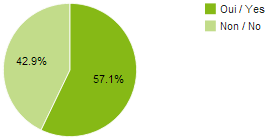 Oui / Yes
Non / No
42.9%
57.1%